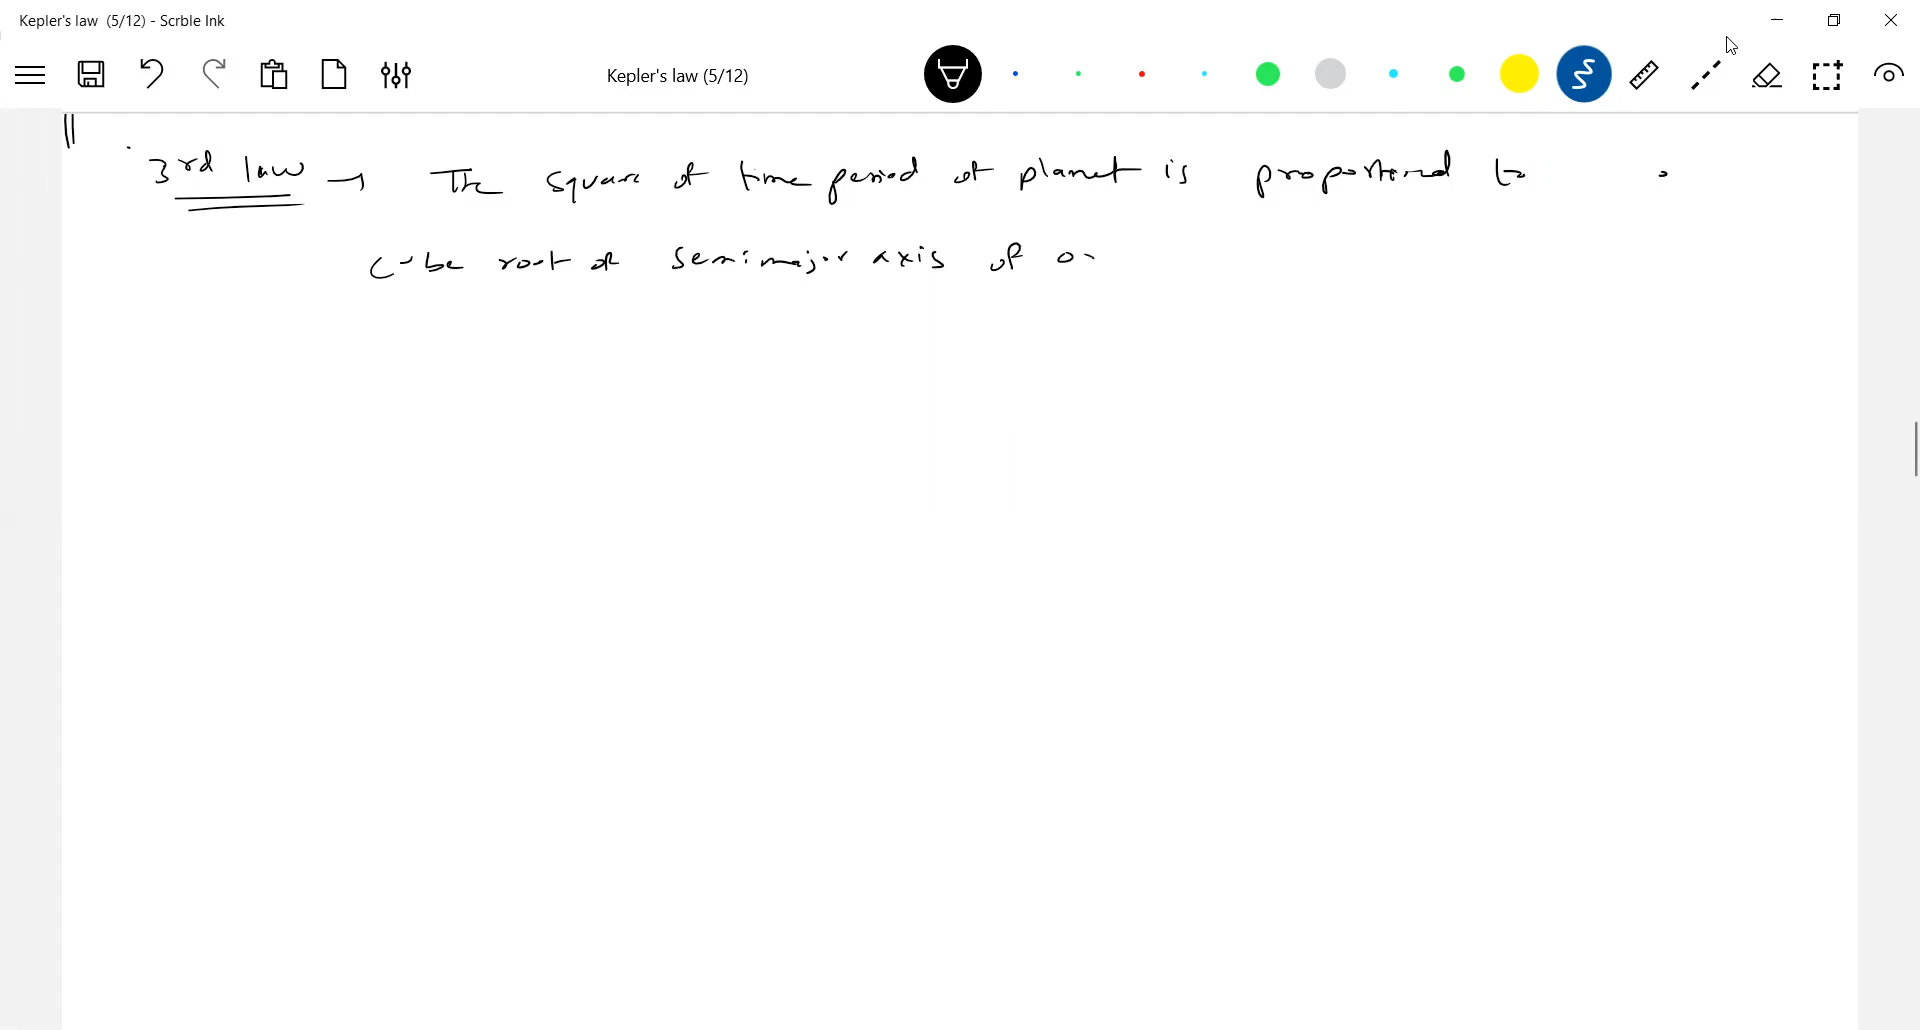 Kepler's law (5/12) - Scrble Ink
Kepler's law (5/12)
3rd law → The square of time period of planet is proportional to
cube root of semimajor axis of